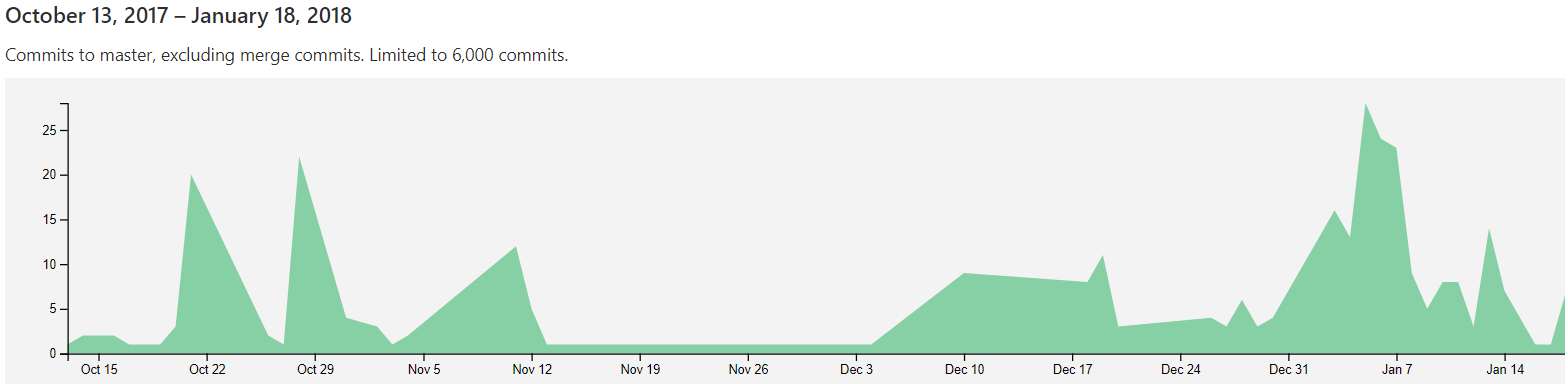 October 13, 2017 – January 18, 2018
Commits to master, excluding merge commits. Limited to 6,000 commits.
25
20
15
10
5
0
Oct 15 Oct 22 Oct 29 Nov 5 Nov 12 Nov 19 Nov 26 Dec 3 Dec 10 Dec 17 Dec 24 Dec 31 Jan 7 Jan 14